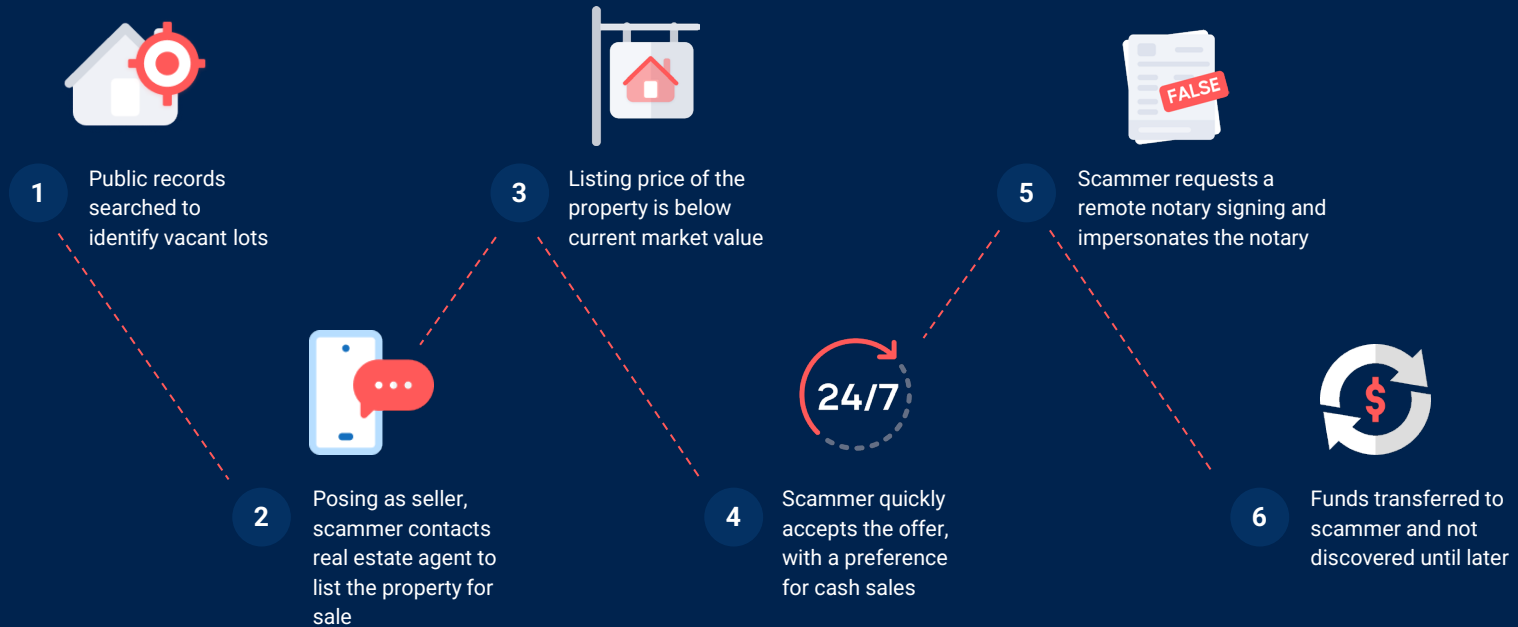 1
Public records
searched to
identify vacant lots
2
Posing as seller,
scammer contacts
real estate agent to
list the property for
sale
3
Listing price of the
property is below
current market value
4
24/7
Scammer quickly
accepts the offer,
with a preference
for cash sales
5
FALSE
Scammer requests a
remote notary signing and
impersonates the notary
6
$
Funds transferred to
scammer and not
discovered until later